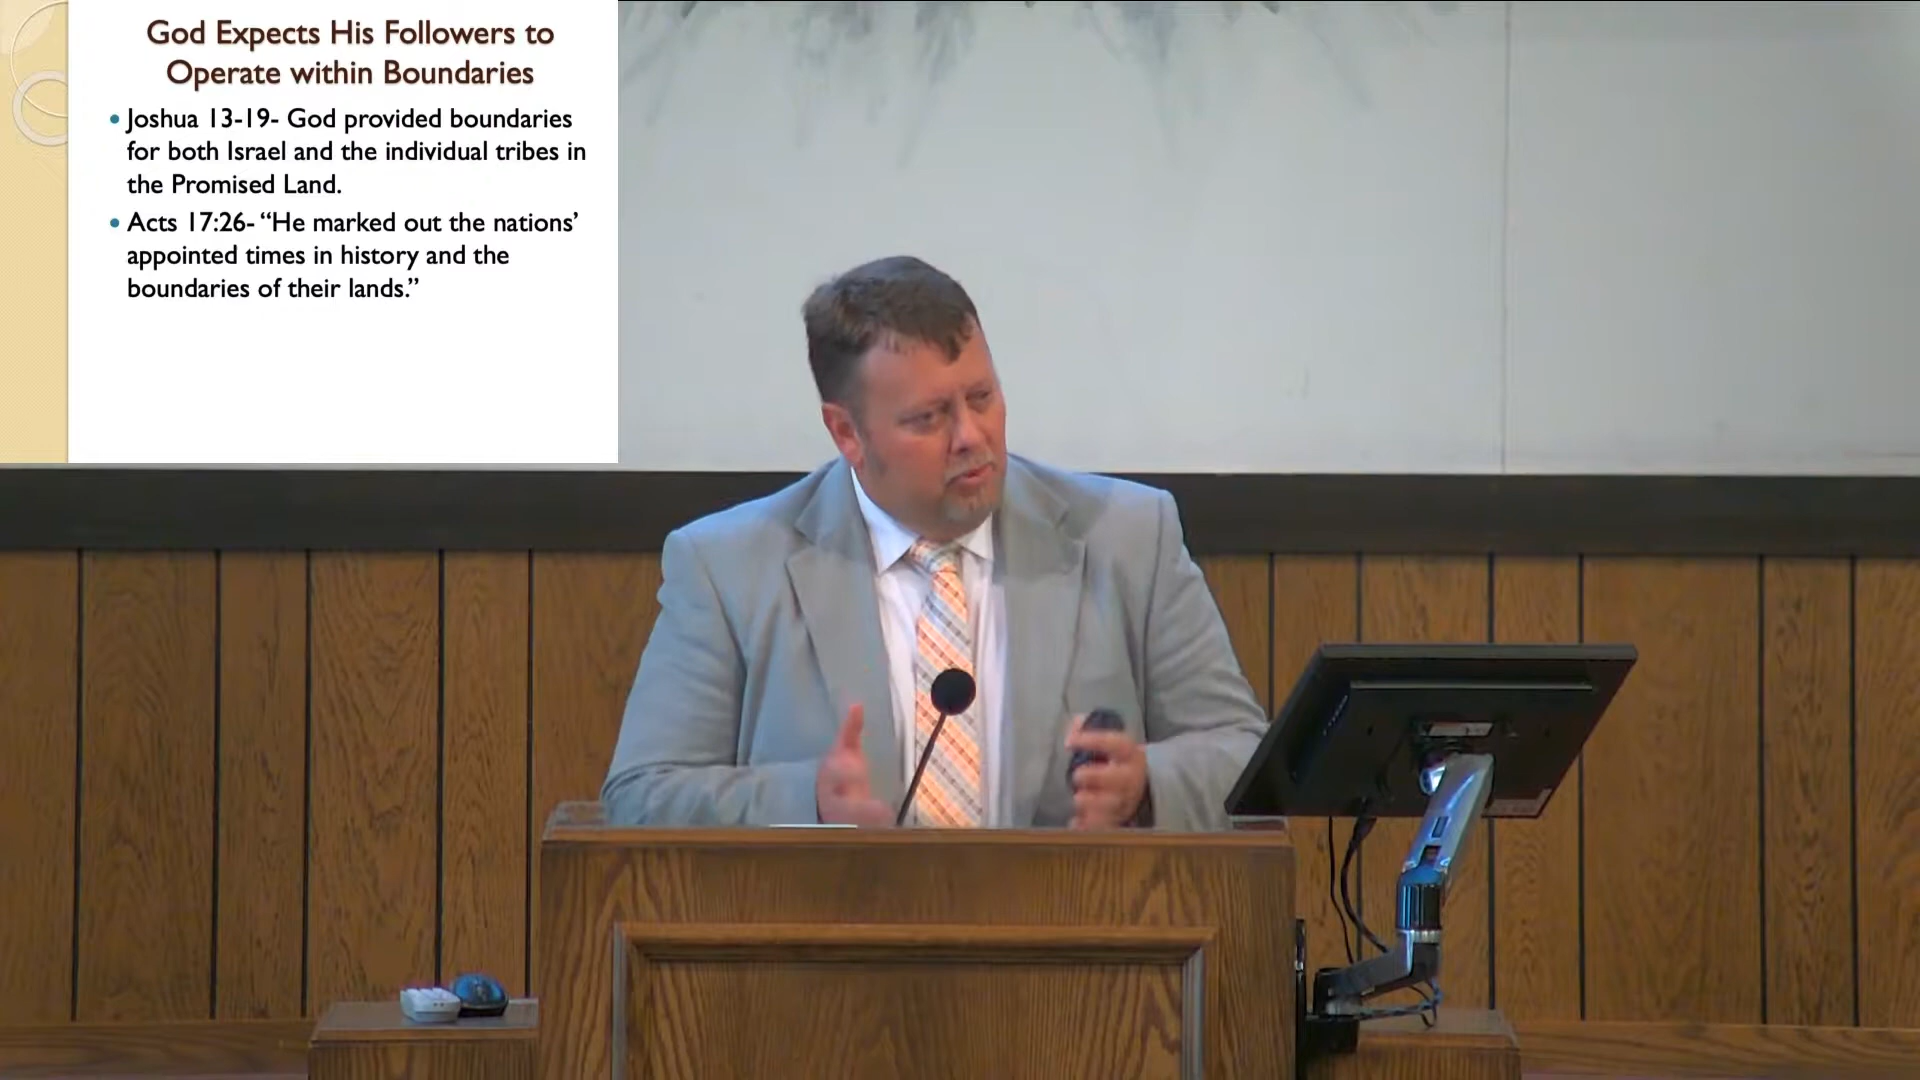 God Expects His Followers to
Operate within Boundaries
• Joshua 13-19- God provided boundaries
for both Israel and the individual tribes in
the Promised Land.
• Acts 17:26- “He marked out the nations’
appointed times in history and the
boundaries of their lands.”